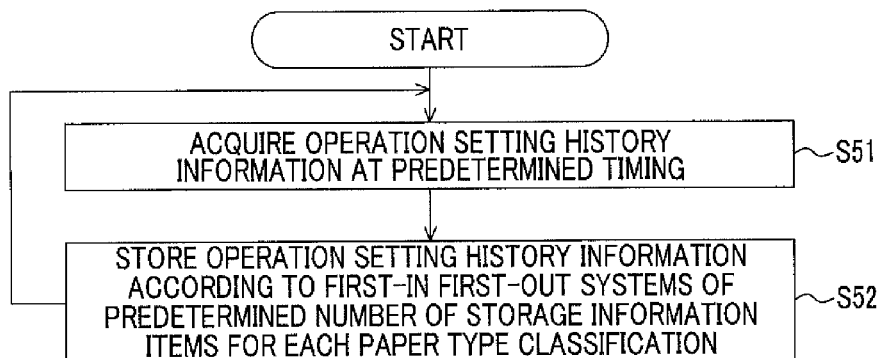 START
ACQUIRE OPERATION SETTING HISTORY
INFORMATION AT PREDETERMINED TIMING
S51
STORE OPERATION SETTING HISTORY INFORMATION
ACCORDING TO FIRST-IN FIRST-OUT SYSTEMS OF
PREDETERMINED NUMBER OF STORAGE INFORMATION
ITEMS FOR EACH PAPER TYPE CLASSIFICATION
S52